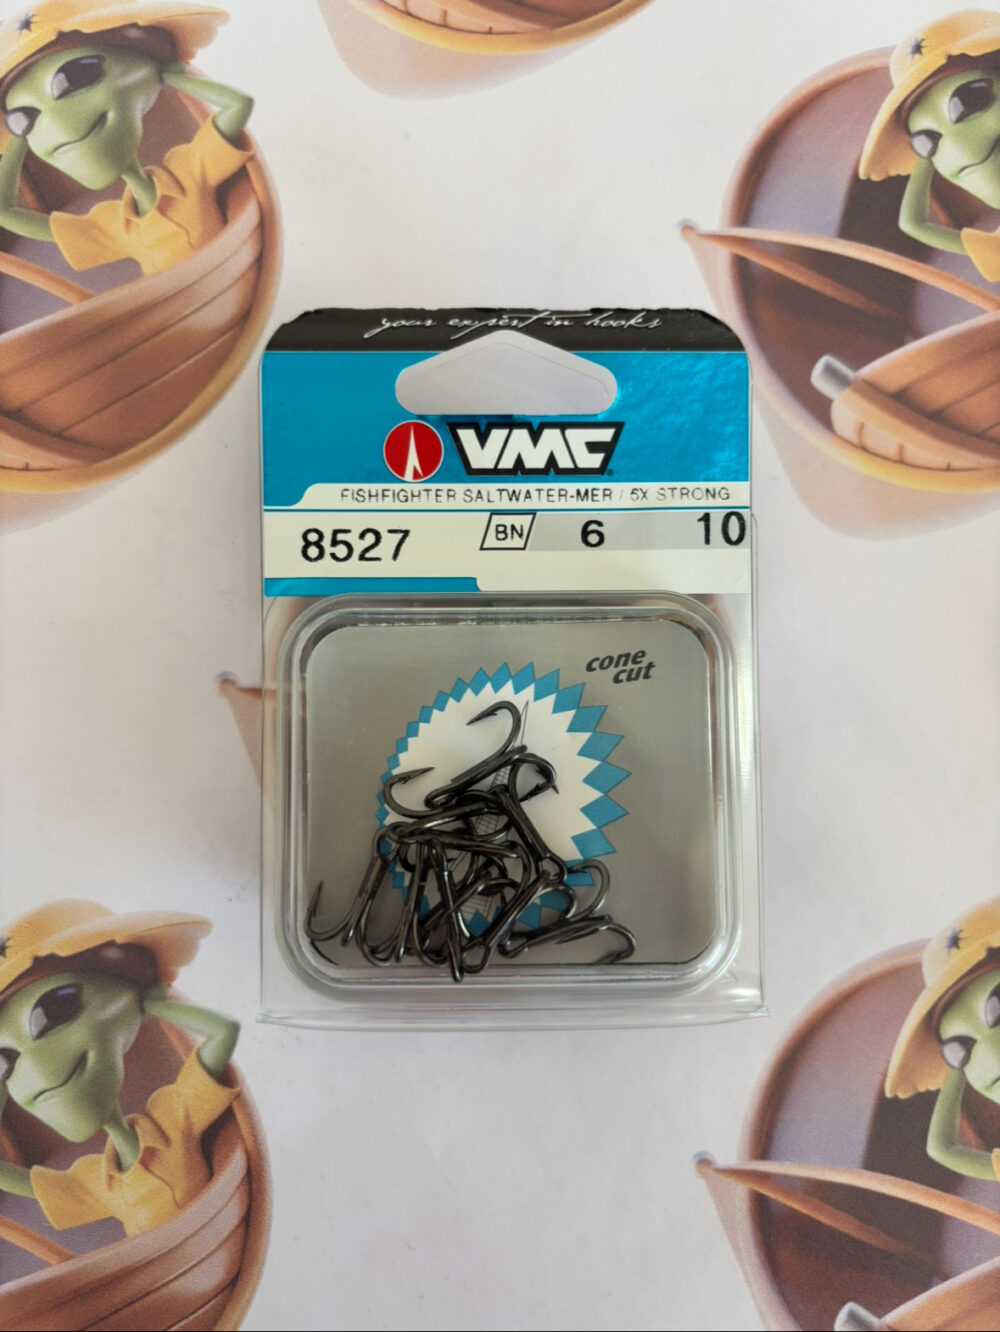 your expert in hooks
VMC
FISHFIGHTER SALTWATER-MER / 6X STRONG
8527 BN 6 10
cone
cut